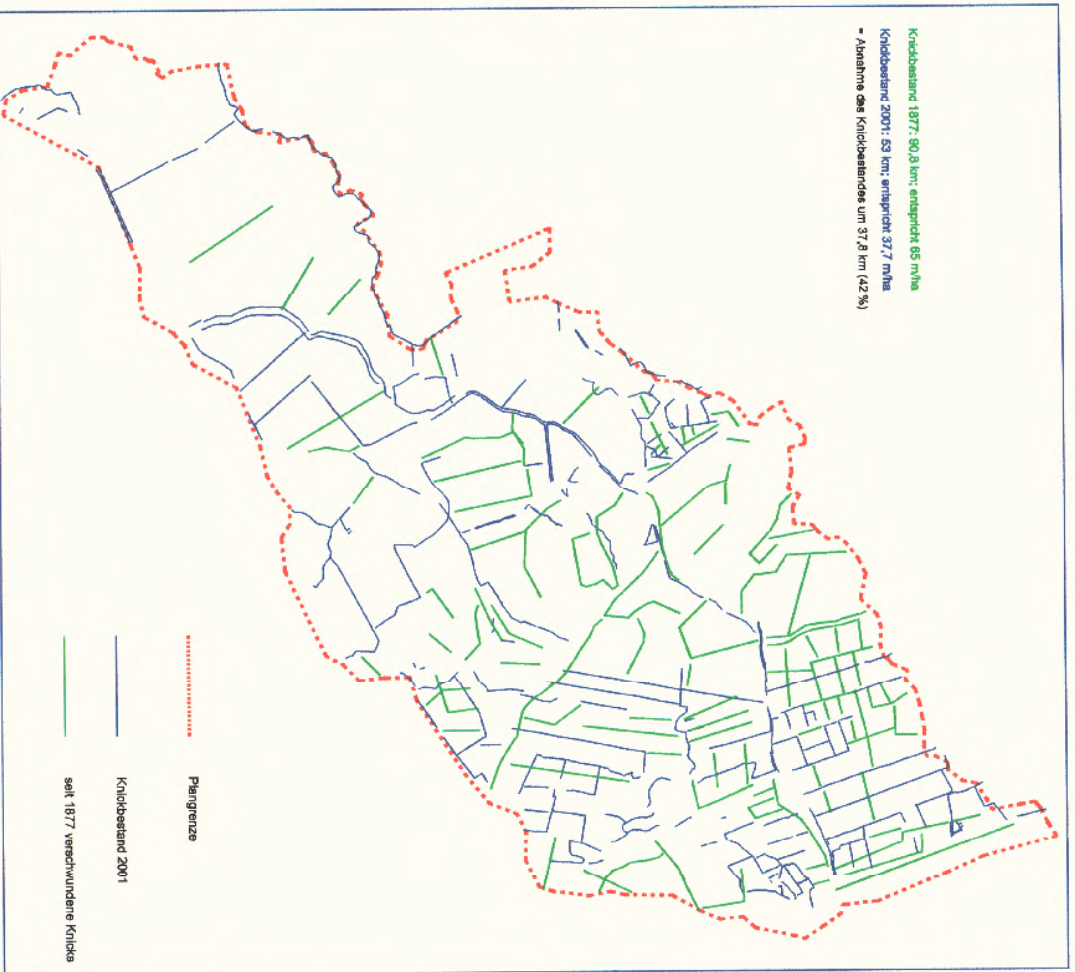 Knickbestand 1877: 90,8 km; entspricht 65 m/ha
Knickbestand 2001: 53 km; entspricht 37,7 m/ha
= Abnahme des Knickbestandes um 37,8 km (42 %)
Plangrenze
Knickbestand 2001
seit 1877 verschwundene Knicks